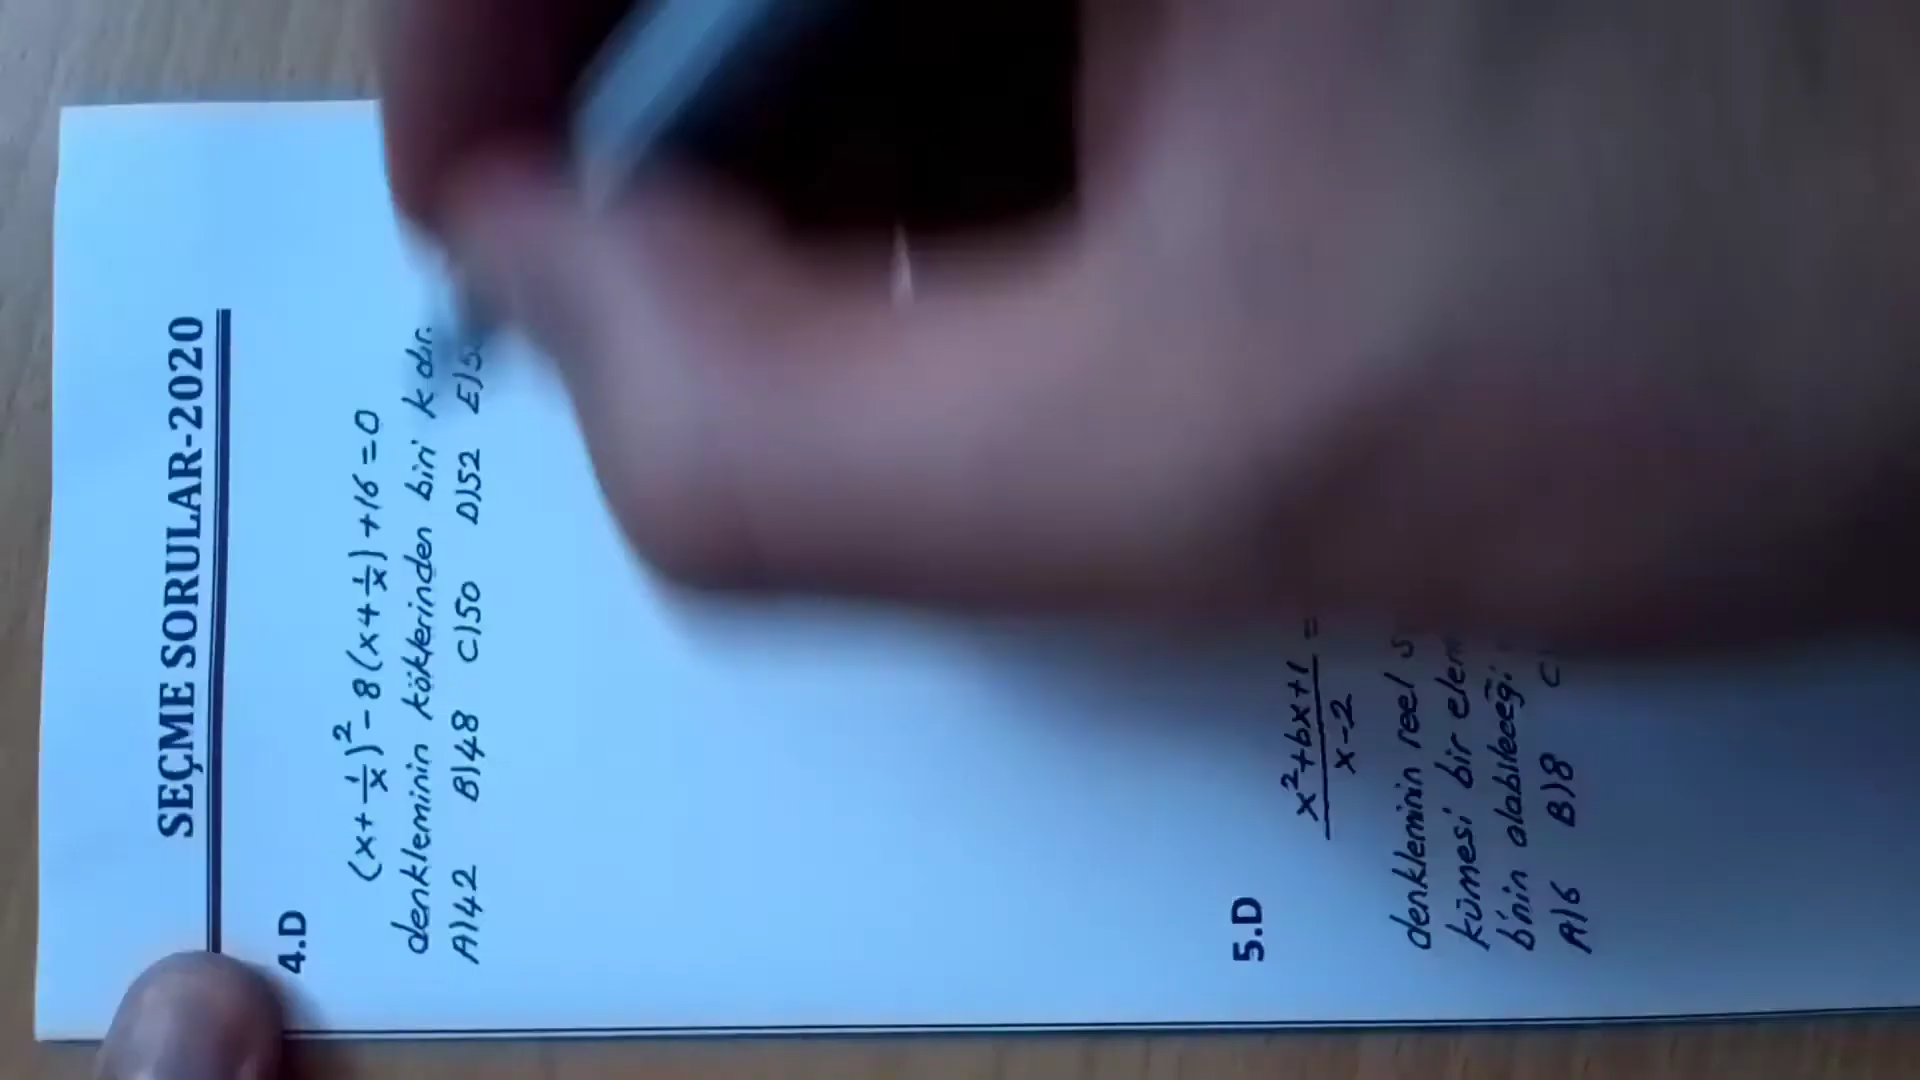 SEÇME SORULAR-2020
4.D
(x+1/x)²-8(x+1/x)+16=0
denkleminin köklerinden biri k dır.
A)42 B)48 C)50 D)52 E)
5.D
x²+bx+1/x-2 =
denkleminin reel
kümesi bir
b'nin olabileceği
A)6 B)8 C